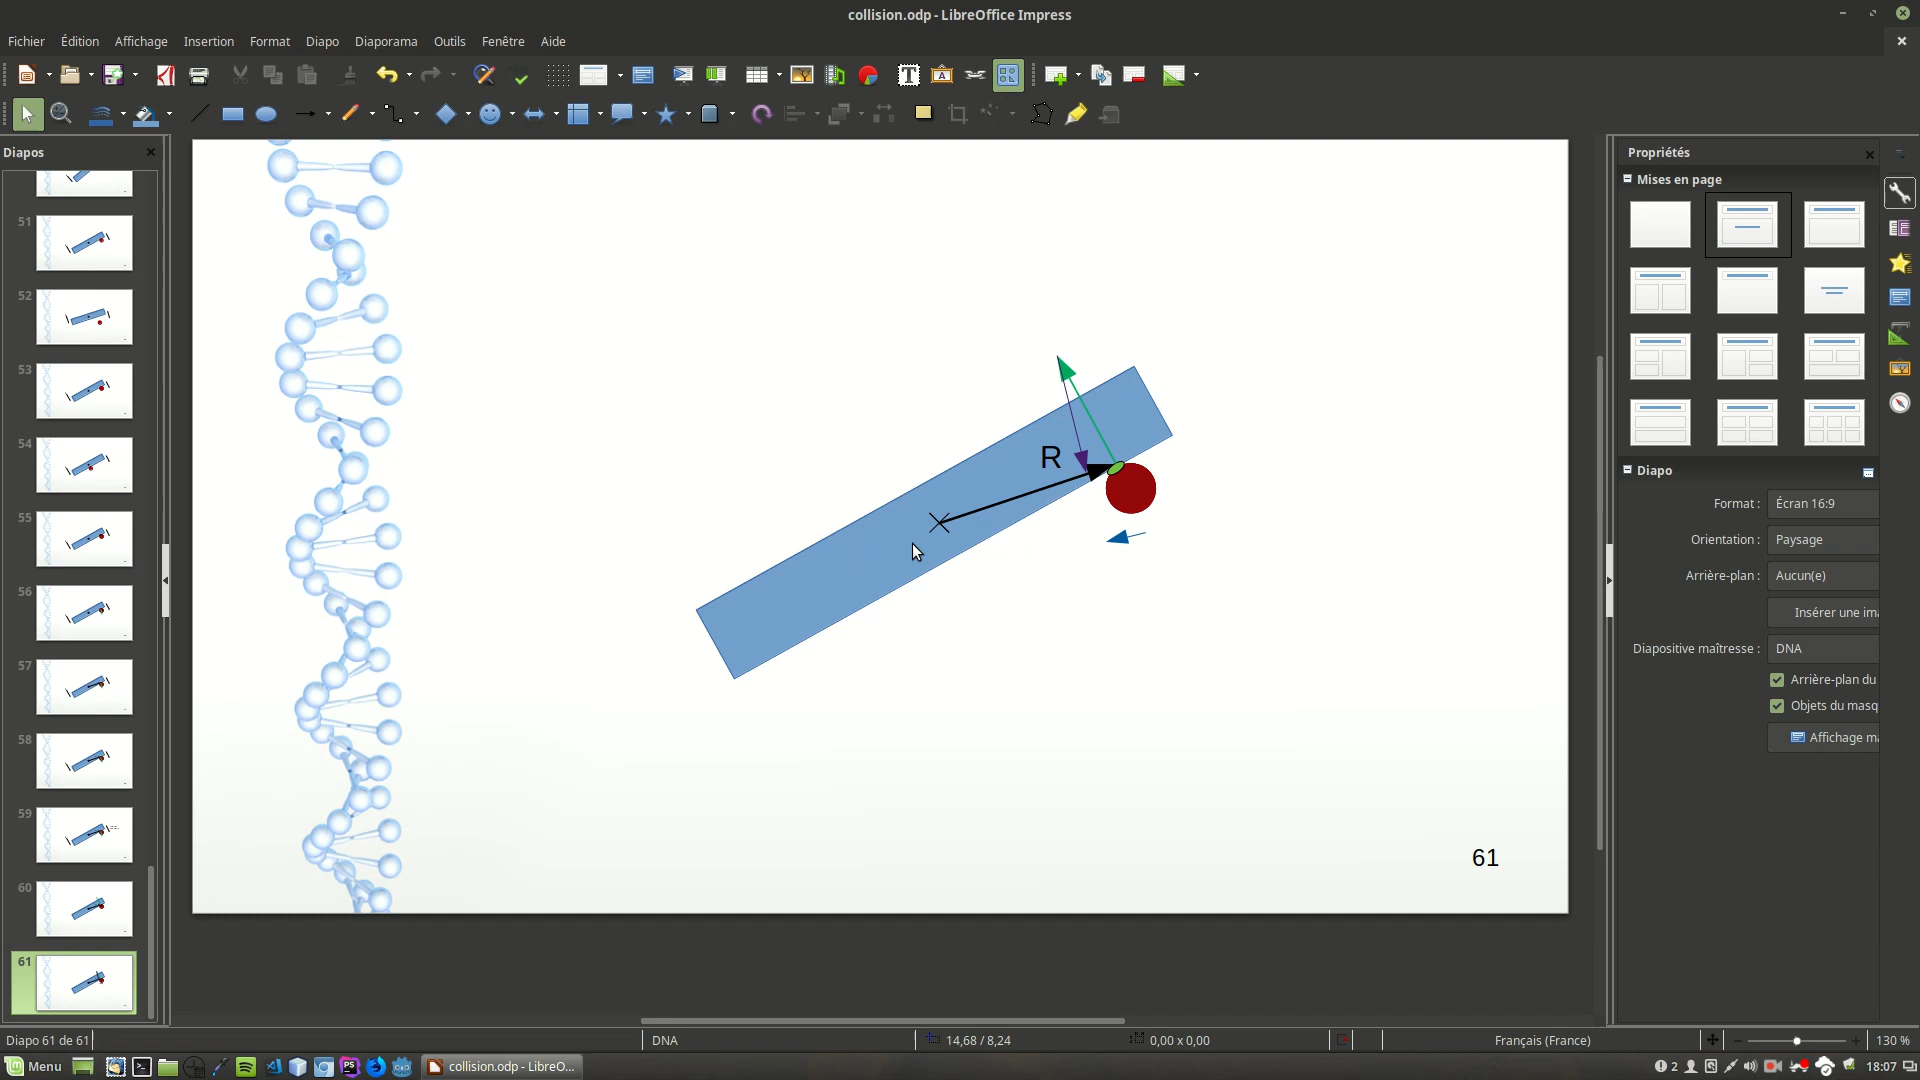 collision.odp - LibreOffice Impress
Fichier Édition Affichage Insertion Format Diapo Diaporama Outils Fenêtre Aide
Diapos
51
52
53
54
55
56
57
58
59
60
61
R
61
Propriétés
Mises en page
Diapo
Format : Écran 16:9
Orientation : Paysage
Arrière-plan : Aucun(e)
Insérer une im
Diapositive maîtresse : DNA
Arrière-plan du
Objets du masq
Affichage ma
Diapo 61 de 61 DNA 14,68 / 8,24 0,00 x 0,00 Français (France) 130 %
Menu collision.odp - LibreO... 2 18:07